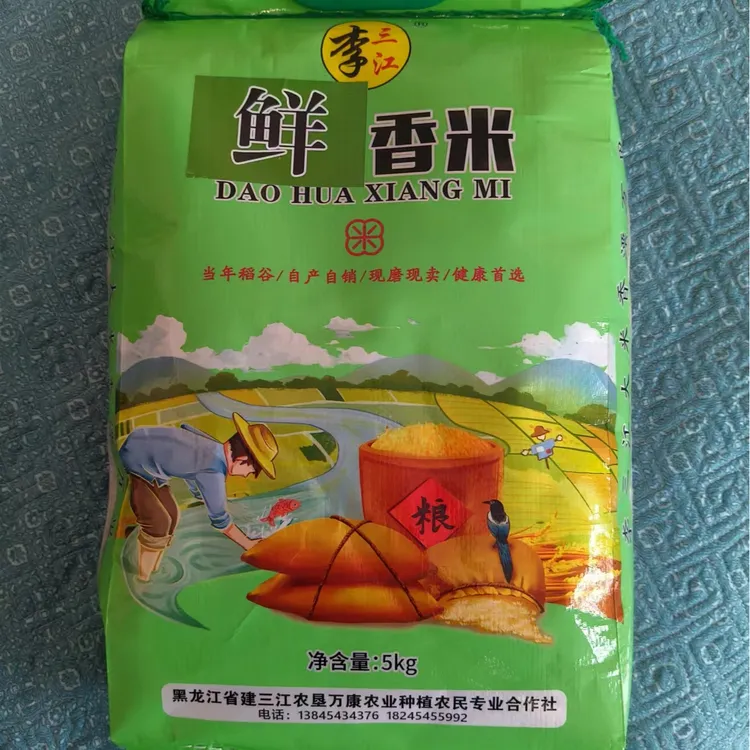 李三江®
鲜香米
DAO HUA XIANG MI
米
当年稻谷/自产自销/现磨现卖/健康首选
粮
净含量:5kg
黑龙江省建三江农垦万康农业种植农民专业合作社
电话: 13845434376 18245455992